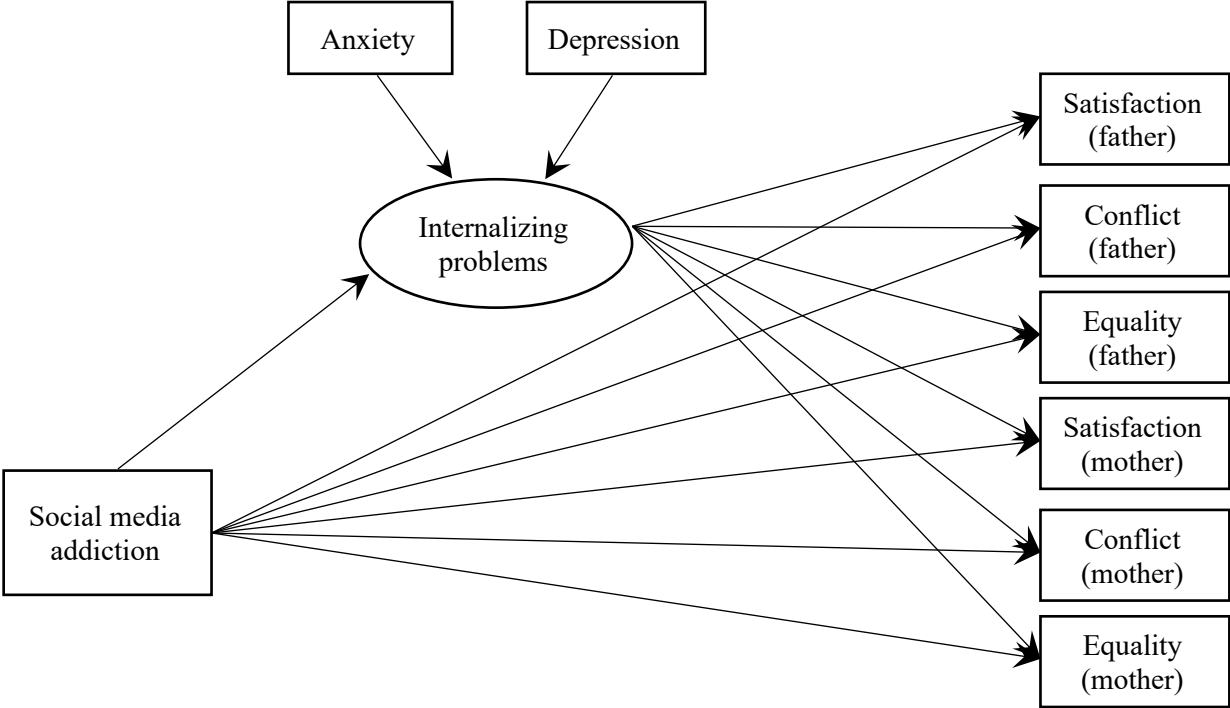 Anxiety
Depression
Satisfaction
(father)
Internalizing
problems
Conflict
(father)
Equality
(father)
Satisfaction
(mother)
Social media
addiction
Conflict
(mother)
Equality
(mother)